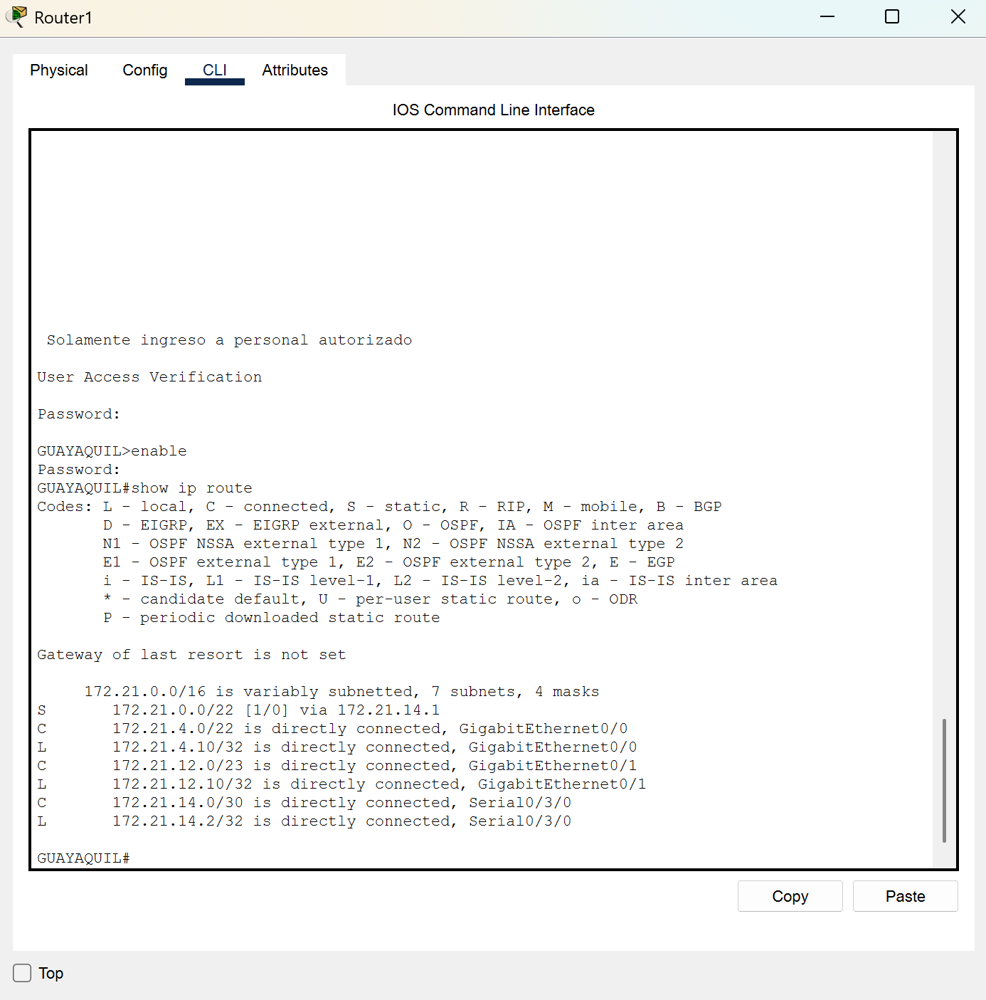 Router1
Physical Config CLI Attributes
IOS Command Line Interface
Solamente ingreso a personal autorizado
User Access Verification
Password:
GUAYAQUIL>enable
Password:
GUAYAQUIL#show ip route
Codes: L - local, C - connected, S - static, R - RIP, M - mobile, B - BGP
D - EIGRP, EX - EIGRP external, O - OSPF, IA - OSPF inter area
N1 - OSPF NSSA external type 1, N2 - OSPF NSSA external type 2
E1 - OSPF external type 1, E2 - OSPF external type 2, E - EGP
i - IS-IS, L1 - IS-IS level-1, L2 - IS-IS level-2, ia - IS-IS inter area
* - candidate default, U - per-user static route, o - ODR
P - periodic downloaded static route
Gateway of last resort is not set
172.21.0.0/16 is variably subnetted, 7 subnets, 4 masks
S 172.21.0.0/22 [1/0] via 172.21.14.1
C 172.21.4.0/22 is directly connected, GigabitEthernet0/0
L 172.21.4.10/32 is directly connected, GigabitEthernet0/0
C 172.21.12.0/23 is directly connected, GigabitEthernet0/1
L 172.21.12.10/32 is directly connected, GigabitEthernet0/1
C 172.21.14.0/30 is directly connected, Serial0/3/0
L 172.21.14.2/32 is directly connected, Serial0/3/0
GUAYAQUIL#
Copy Paste
Top